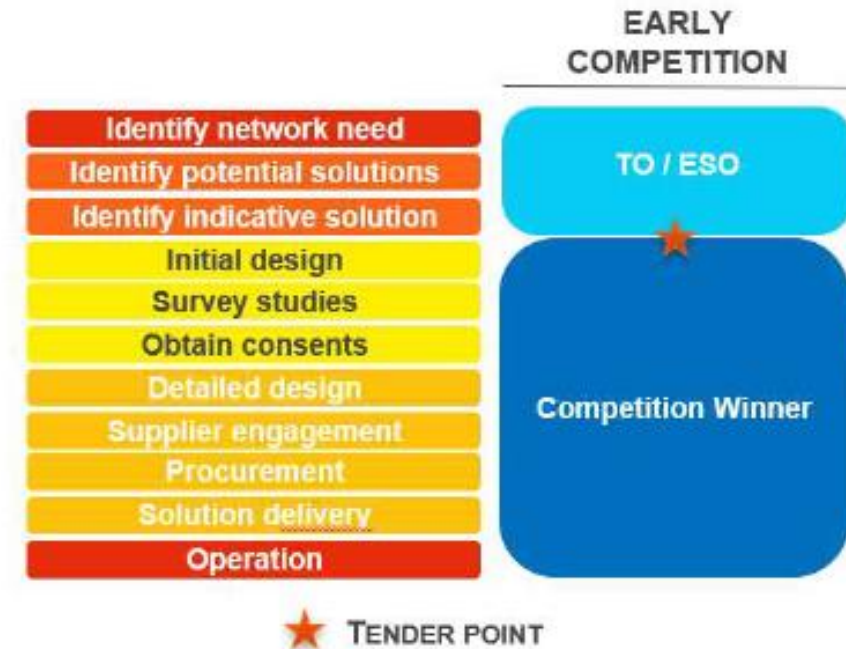 EARLY
COMPETITION
Identify network need
Identify potential solutions
Identify indicative solution
Initial design
Survey studies
Obtain consents
Detailed design
Supplier engagement
Procurement
Solution delivery
Operation
TO / ESO
Competition Winner
TENDER POINT